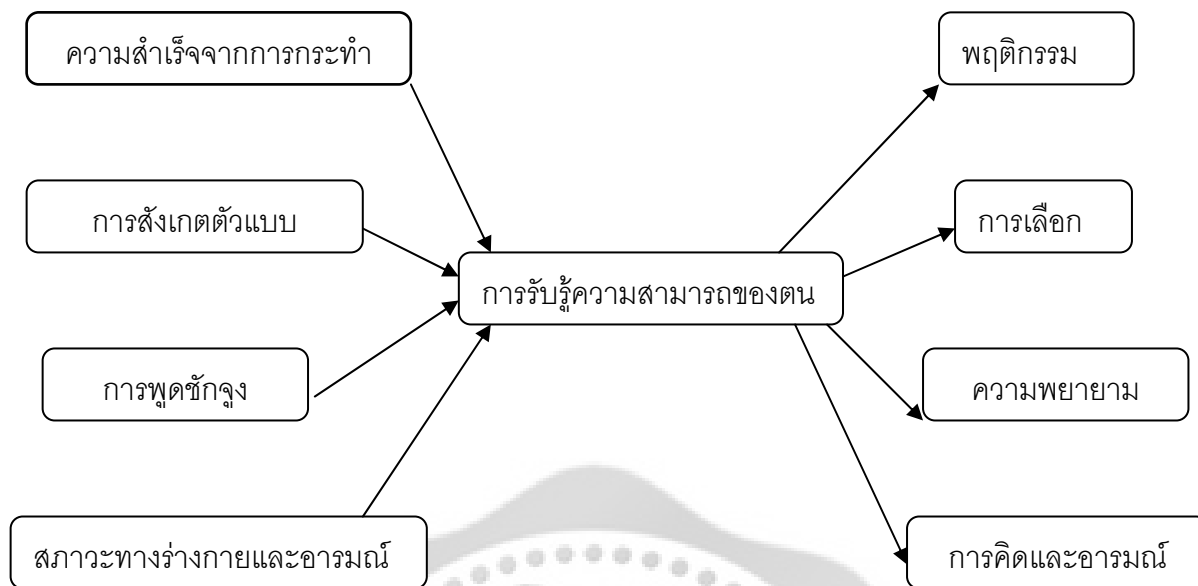 ความสำเร็จจากการกระทำ
พฤติกรรม
การสังเกตตัวแบบ
การเลือก
การรับรู้ความสามารถของตน
การพูดชักจูง
ความพยายาม
สภาวะทางร่างกายและอารมณ์
การคิดและอารมณ์